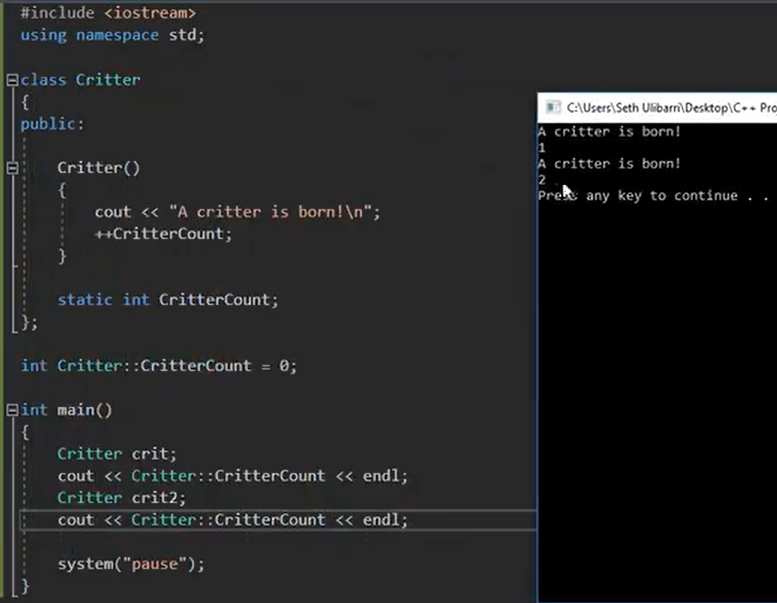 #include <iostream>
using namespace std;
class Critter
{
public:
Critter()
{
cout << "A critter is born!\n";
++CritterCount;
}
static int CritterCount;
};
int Critter::CritterCount = 0;
int main()
{
Critter crit;
cout << Critter::CritterCount << endl;
Critter crit2;
cout << Critter::CritterCount << endl;
system("pause");
}
C:\Users\Seth Ulibarri\Desktop\C++ Pro
A critter is born!
1
A critter is born!
2
Press any key to continue . .